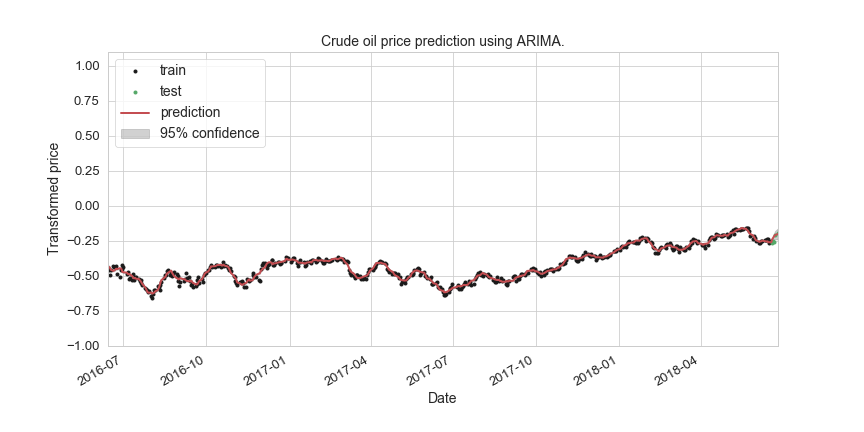 Crude oil price prediction using ARIMA.
1.00
0.75
0.50
0.25
0.00
−0.25
−0.50
−0.75
−1.00
Transformed price
train
test
prediction
95% confidence
2016-07
2016-10
2017-01
2017-04
2017-07
2017-10
2018-01
2018-04
Date